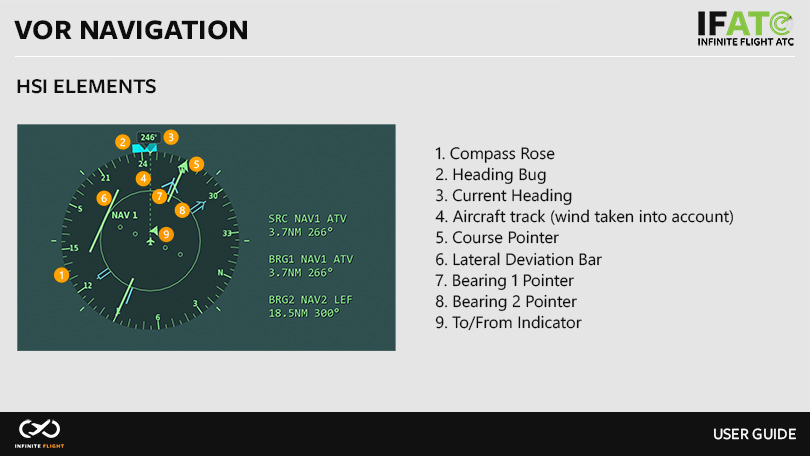 VOR NAVIGATION
IFATC
INFINITE FLIGHT ATC
HSI ELEMENTS
246°
2
3
24
21
4
5
7
30
6
8
5
NAV 1
33
9
15
1
12
N
3
6
SRC NAV1 ATV
3.7NM 266°
BRG1 NAV1 ATV
3.7NM 266°
BRG2 NAV2 LEF
18.5NM 300°
1. Compass Rose
2. Heading Bug
3. Current Heading
4. Aircraft track (wind taken into account)
5. Course Pointer
6. Lateral Deviation Bar
7. Bearing 1 Pointer
8. Bearing 2 Pointer
9. To/From Indicator
INFINITE FLIGHT
USER GUIDE